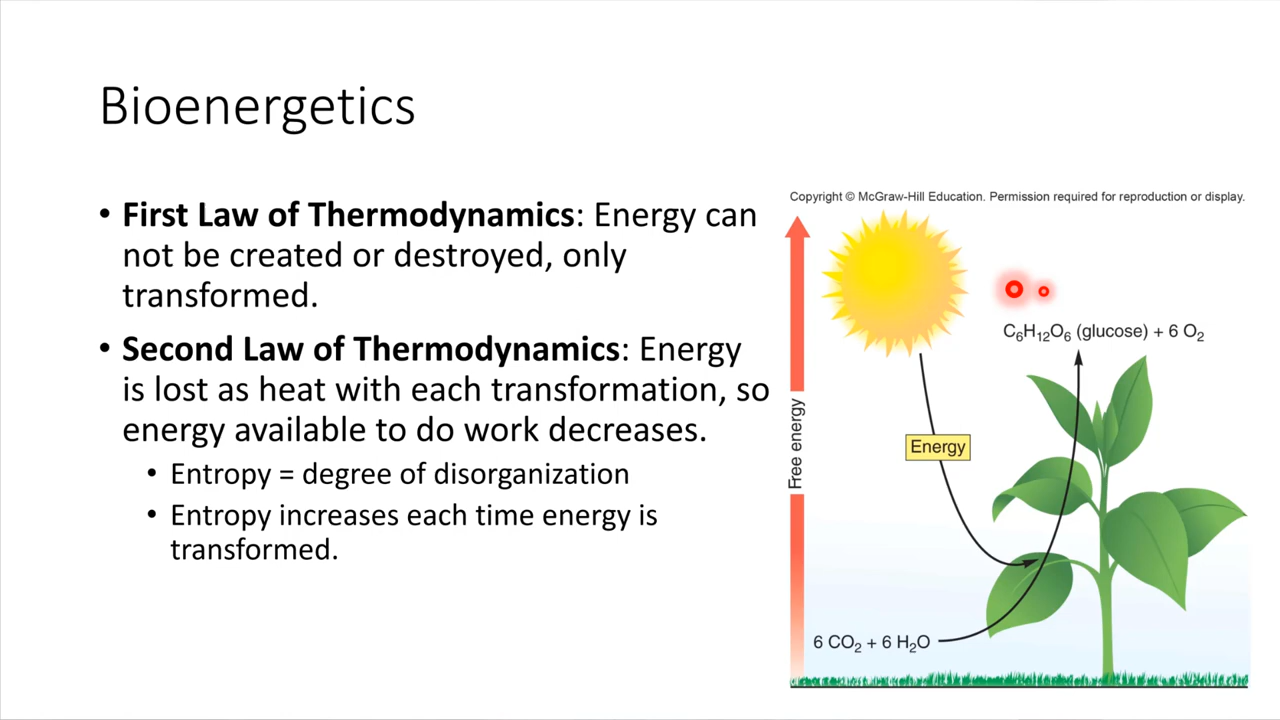 Bioenergetics
• First Law of Thermodynamics: Energy can
not be created or destroyed, only
transformed.
• Second Law of Thermodynamics: Energy
is lost as heat with each transformation, so
energy available to do work decreases.
• Entropy = degree of disorganization
• Entropy increases each time energy is
transformed.
Copyright © McGraw-Hill Education. Permission required for reproduction or display.
C₆H₁₂O₆ (glucose) + 6 O₂
Free energy
Energy
6 CO₂ + 6 H₂O